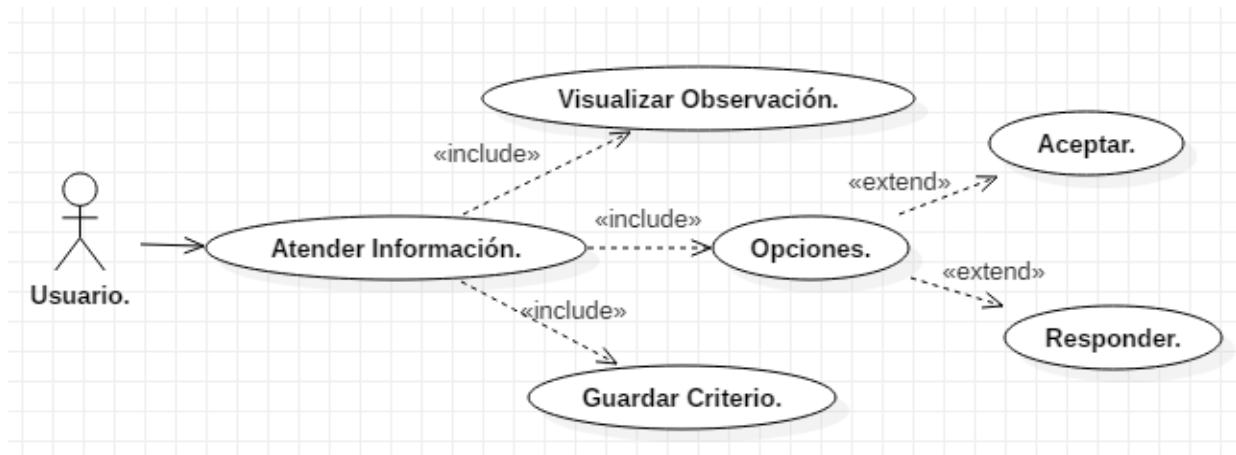 Visualizar Observación.
Aceptar.
«include»
«extend»
«include»
Atender Información.
Opciones.
Usuario.
«extend»
«include»
Responder.
Guardar Criterio.